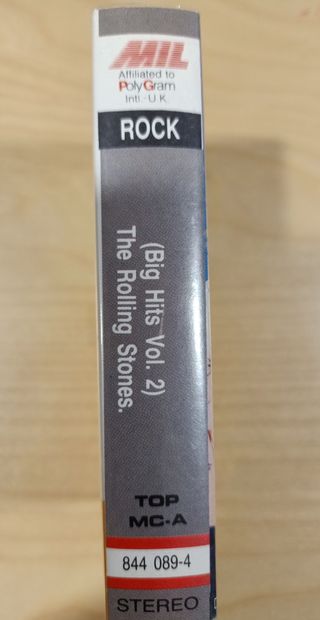 MIL
Affiliated to
PolyGram
Intl.-U.K.
ROCK
(Big Hits Vol. 2)
The Rolling Stones.
TOP
MC-A
844 089-4
STEREO